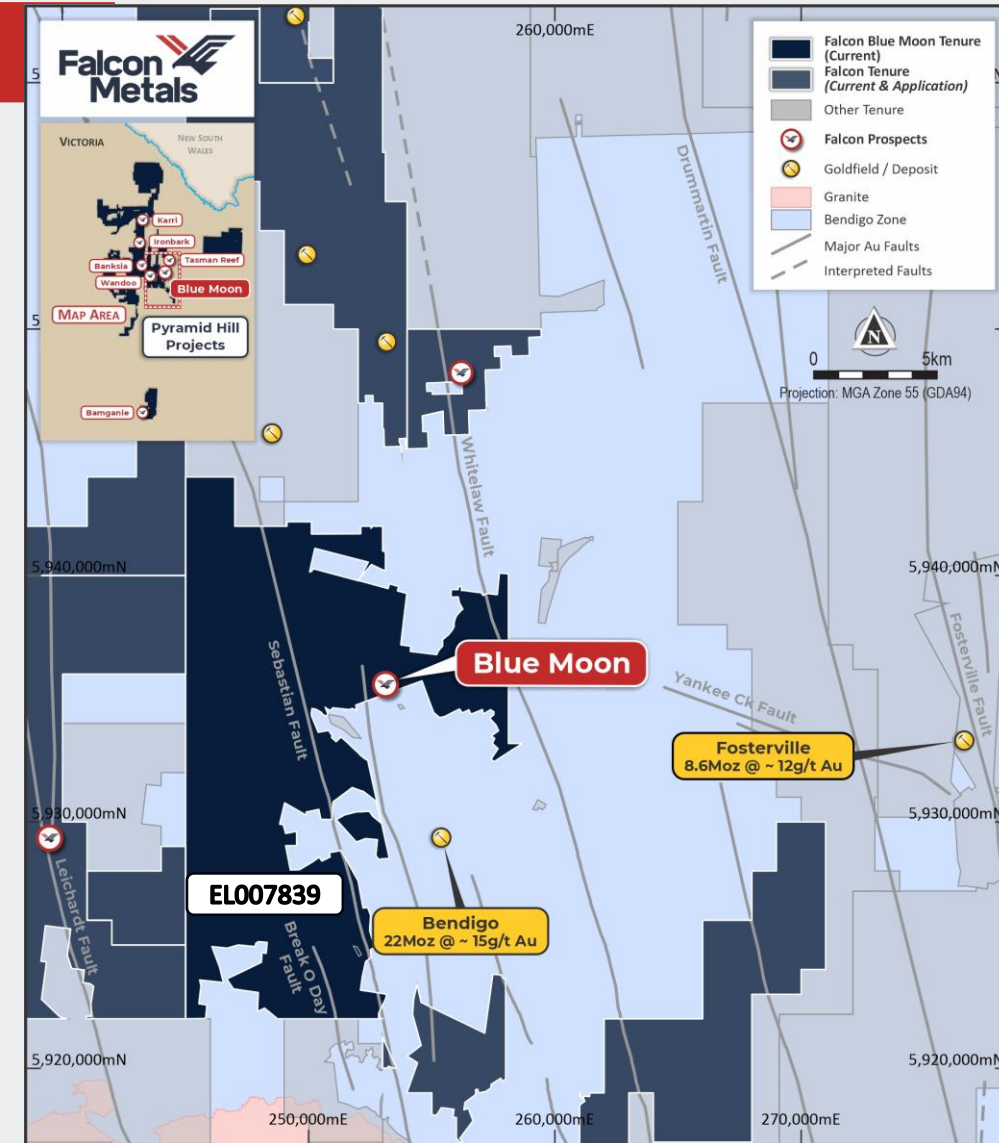 Falcon
Metals
VICTORIA
NEW SOUTH
WALES
Karri
Ironbark
Banksia
Tasman Reef
Wandoo
Blue Moon
MAP AREA
Pyramid Hill
Projects
Bamganie
260,000mE
Falcon Blue Moon Tenure
(Current)
Falcon Tenure
(Current & Application)
Other Tenure
Falcon Prospects
Goldfield / Deposit
Granite
Bendigo Zone
Major Au Faults
Interpreted Faults
N
0 5km
Projection: MGA Zone 55 (GDA94)
Drummartin Fault
Whitelaw Fault
5,940,000mN
5,940,000mN
Sebastian Fault
Blue Moon
Yankee Ck Fault
Fosterville Fault
Fosterville
8.6Moz @ ~ 12g/t Au
5,930,000mN
5,930,000mN
Leichardt Fault
EL007839
Bendigo
22Moz @ ~ 15g/t Au
Break O Day
Fault
5,920,000mN
5,920,000mN
250,000mE
260,000mE
270,000mE